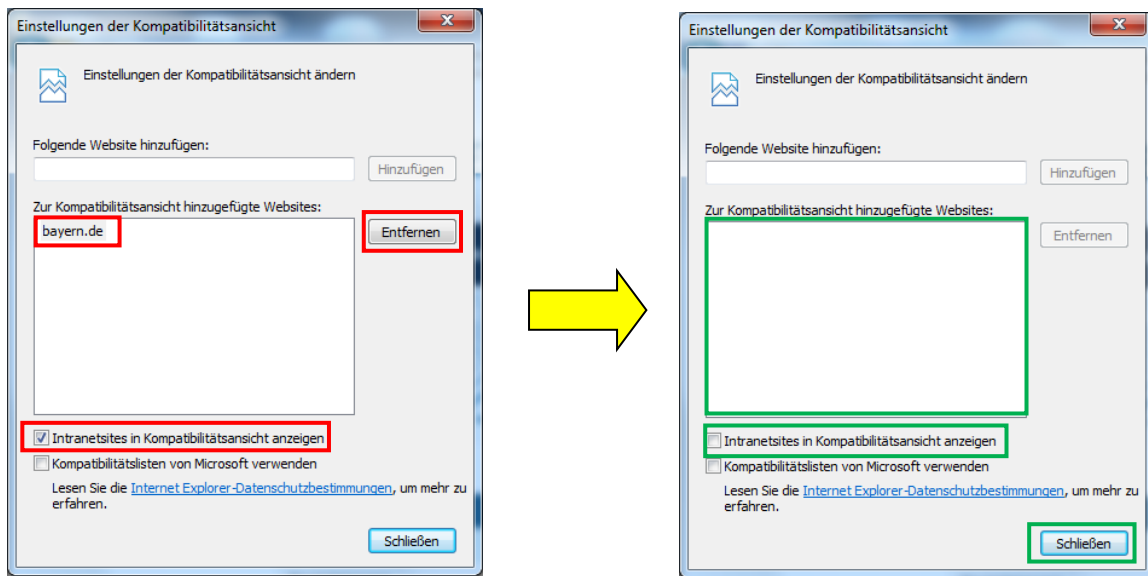 Einstellungen der Kompatibilitätsansicht
X
Einstellungen der Kompatibilitätsansicht ändern
Folgende Website hinzufügen:
Hinzufügen
Zur Kompatibilitätsansicht hinzugefügte Websites:
bayern.de
Entfernen
Intranetsites in Kompatibilitätsansicht anzeigen
Kompatibilitätslisten von Microsoft verwenden
Lesen Sie die Internet Explorer-Datenschutzbestimmungen, um mehr zu
erfahren.
Schließen
Einstellungen der Kompatibilitätsansicht
X
Einstellungen der Kompatibilitätsansicht ändern
Folgende Website hinzufügen:
Hinzufügen
Zur Kompatibilitätsansicht hinzugefügte Websites:
Entfernen
Intranetsites in Kompatibilitätsansicht anzeigen
Kompatibilitätslisten von Microsoft verwenden
Lesen Sie die Internet Explorer-Datenschutzbestimmungen, um mehr zu
erfahren.
Schließen